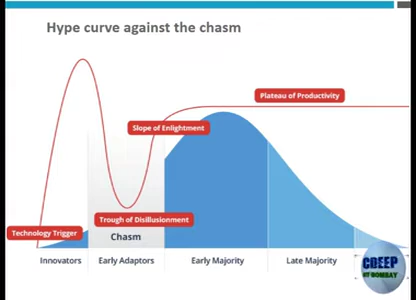 Hype curve against the chasm
Plateau of Productivity
Slope of Enlightment
Technology Trigger
Trough of Disillusionment
Chasm
Innovators
Early Adaptors
Early Majority
Late Majority
CDEEP
IIT BOMBAY